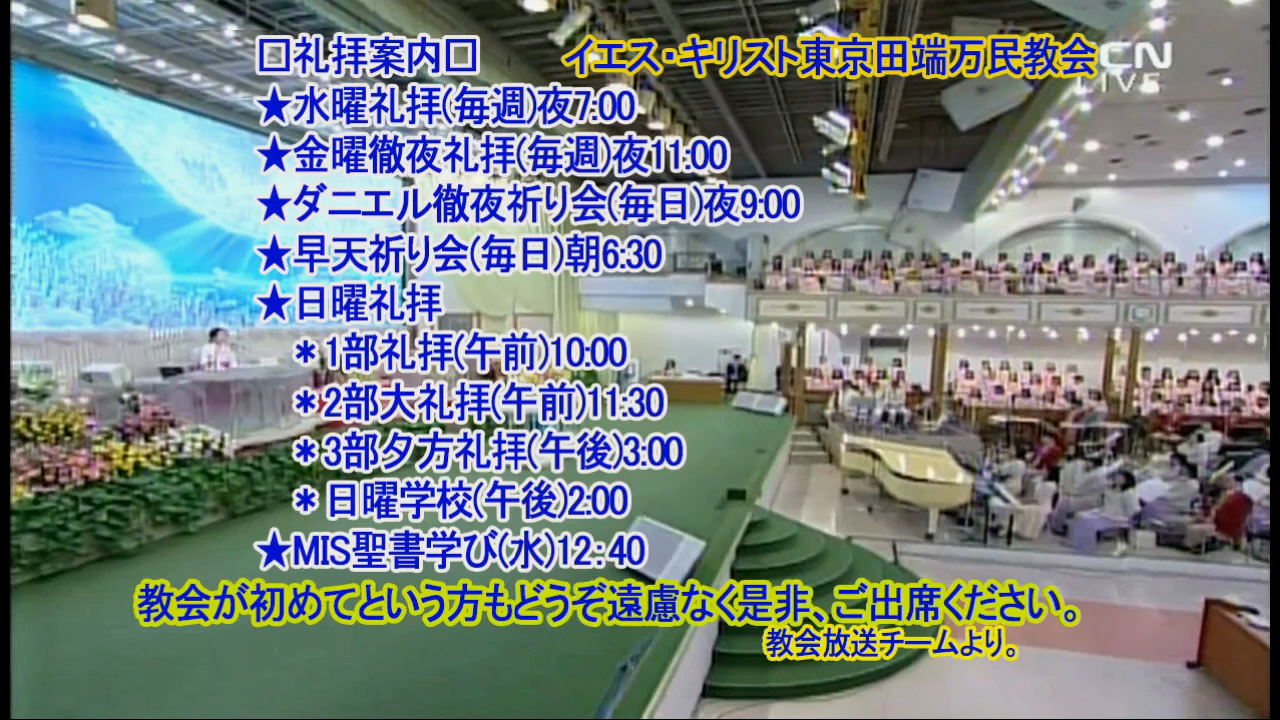 □礼拝案内□ イエス・キリスト東京田端万民教会 CN
LIVE
★水曜礼拝(毎週)夜7:00
★金曜徹夜礼拝(毎週)夜11:00
★ダニエル徹夜祈り会(毎日)夜9:00
★早天祈り会(毎日)朝6:30
★日曜礼拝
*1部礼拝(午前)10:00
*2部大礼拝(午前)11:30
*3部夕方礼拝(午後)3:00
*日曜学校(午後)2:00
★MIS聖書学び(水)12:40
教会が初めてという方もどうぞ遠慮なく是非、ご出席ください。
教会放送チームより。